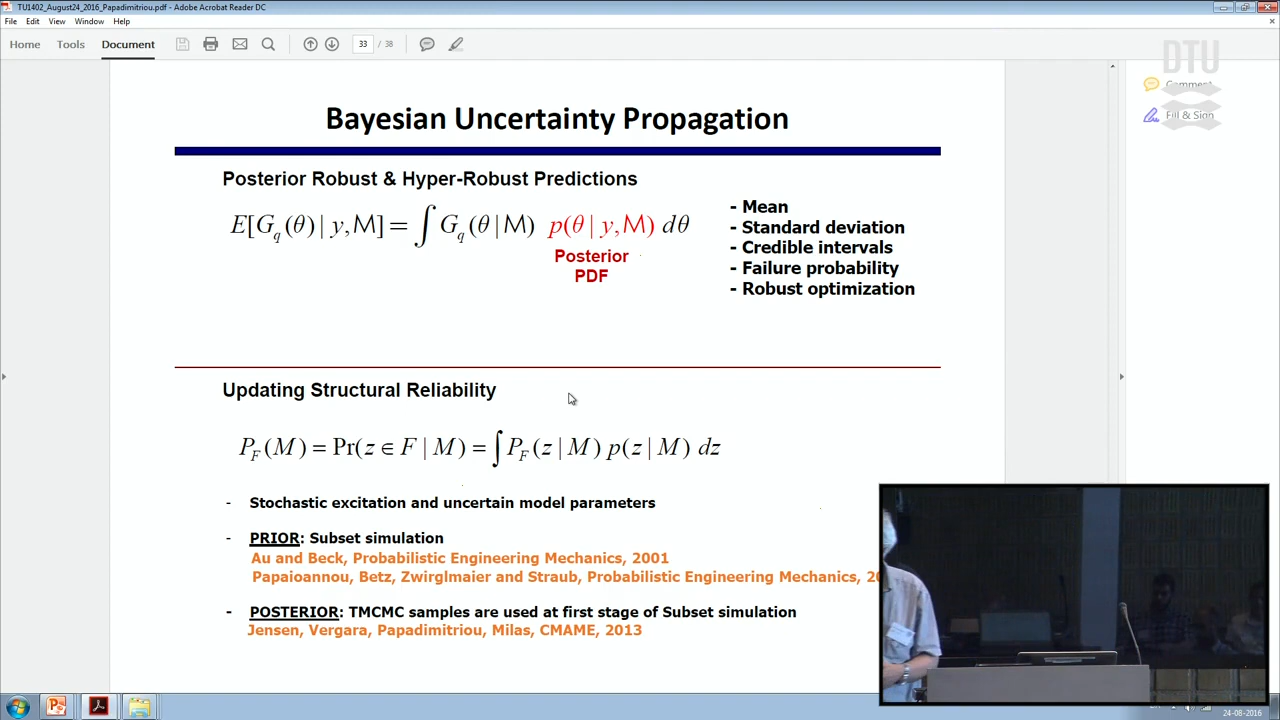 TU1402_August24_2016_Papadimitriou.pdf - Adobe Acrobat Reader DC
File Edit View Window Help
Home Tools Document 33 / 38
DTU
Comment
Fill & Sign
Bayesian Uncertainty Propagation
Posterior Robust & Hyper-Robust Predictions
E[G_q(θ) | y, M] = ∫ G_q(θ | M) p(θ | y, M) dθ
Posterior
PDF
- Mean
- Standard deviation
- Credible intervals
- Failure probability
- Robust optimization
Updating Structural Reliability
P_F(M) = Pr(z ∈ F | M) = ∫ P_F(z | M) p(z | M) dz
- Stochastic excitation and uncertain model parameters
- PRIOR: Subset simulation
Au and Beck, Probabilistic Engineering Mechanics, 2001
Papaioannou, Betz, Zwirglmaier and Straub, Probabilistic Engineering Mechanics, 2
- POSTERIOR: TMCMC samples are used at first stage of Subset simulation
Jensen, Vergara, Papadimitriou, Milas, CMAME, 2013
24-08-2016